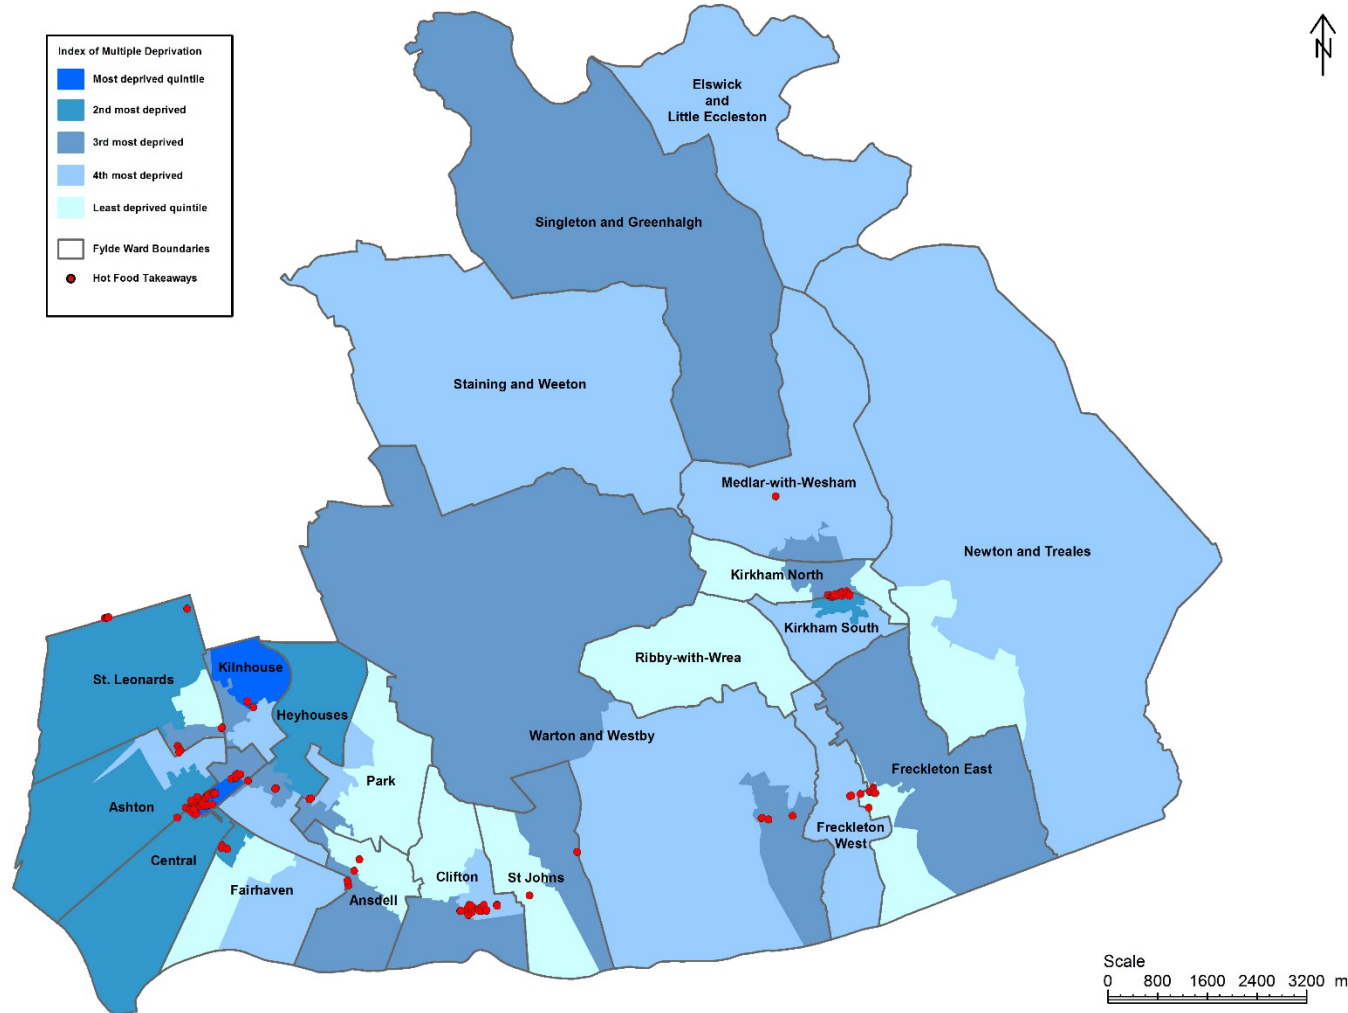 Index of Multiple Deprivation
Most deprived quintile
2nd most deprived
3rd most deprived
4th most deprived
Least deprived quintile
Fylde Ward Boundaries
Hot Food Takeaways
N
Elswick
and
Little Eccleston
Singleton and Greenhalgh
Staining and Weeton
Medlar-with-Wesham
Newton and Treales
Kirkham North
Kirkham South
Ribby-with-Wrea
Kilnhouse
St. Leonards
Heyhouses
Warton and Westby
Park
Freckleton East
Ashton
Freckleton
West
Central
Clifton
St Johns
Fairhaven
Ansdell
Scale
0 800 1600 2400 3200 m